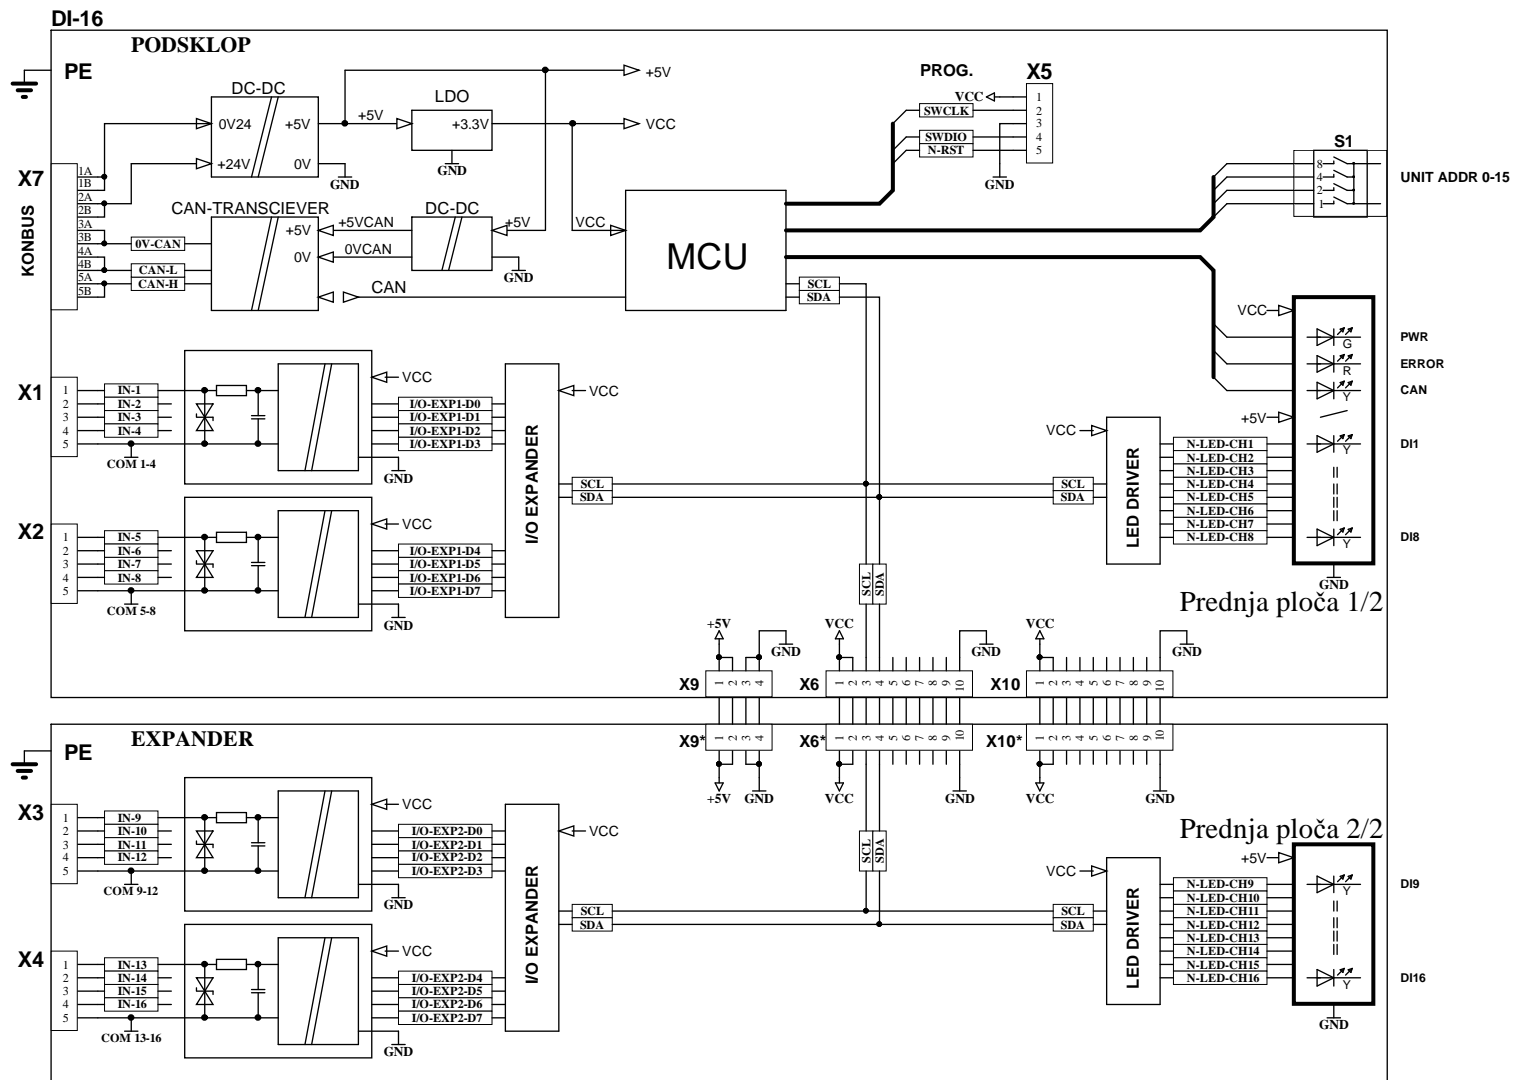 DI-16
PODSKLOP
PE
DC-DC
0V24 +5V
+24V 0V
GND
+5V
LDO
+3.3V
GND
+5V
VCC
PROG. X5
VCC 1
SWCLK 2
3
SWDIO 4
N-RST 5
GND
S1
8
4
2
1
UNIT ADDR 0-15
X7
KONBUS
1A
1B
2A
2B
3A
3B
4A
4B
5A
5B
0V-CAN
CAN-L
CAN-H
CAN-TRANSCIEVER
+5V
0V
+5VCAN
0VCAN
DC-DC
+5V
GND
CAN
VCC
MCU
SCL
SDA
VCC
G PWR
R ERROR
Y CAN
+5V
Y DI1
Y DI8
GND
Prednja ploča 1/2
X1
1 IN-1
2 IN-2
3 IN-3
4 IN-4
5
COM 1-4
VCC
I/O-EXP1-D0
I/O-EXP1-D1
I/O-EXP1-D2
I/O-EXP1-D3
GND
X2
1 IN-5
2 IN-6
3 IN-7
4 IN-8
5
COM 5-8
VCC
I/O-EXP1-D4
I/O-EXP1-D5
I/O-EXP1-D6
I/O-EXP1-D7
GND
I/O EXPANDER
VCC
SCL
SDA
SCL
SDA
VCC
LED DRIVER
SCL
SDA
N-LED-CH1
N-LED-CH2
N-LED-CH3
N-LED-CH4
N-LED-CH5
N-LED-CH6
N-LED-CH7
N-LED-CH8
+5V
GND
X9 1 2 3 4
VCC
GND
X6 1 2 3 4 5 6 7 8 9 10
VCC
GND
X10 1 2 3 4 5 6 7 8 9 10
EXPANDER
PE
X9* 1 2 3 4
+5V
GND
X6* 1 2 3 4 5 6 7 8 9 10
VCC
GND
X10* 1 2 3 4 5 6 7 8 9 10
VCC
GND
X3
1 IN-9
2 IN-10
3 IN-11
4 IN-12
5
COM 9-12
VCC
I/O-EXP2-D0
I/O-EXP2-D1
I/O-EXP2-D2
I/O-EXP2-D3
GND
X4
1 IN-13
2 IN-14
3 IN-15
4 IN-16
5
COM 13-16
VCC
I/O-EXP2-D4
I/O-EXP2-D5
I/O-EXP2-D6
I/O-EXP2-D7
GND
I/O EXPANDER
VCC
SCL
SDA
SCL
SDA
VCC
LED DRIVER
SCL
SDA
N-LED-CH9
N-LED-CH10
N-LED-CH11
N-LED-CH12
N-LED-CH13
N-LED-CH14
N-LED-CH15
N-LED-CH16
Prednja ploča 2/2
+5V
Y DI9
Y DI16
GND